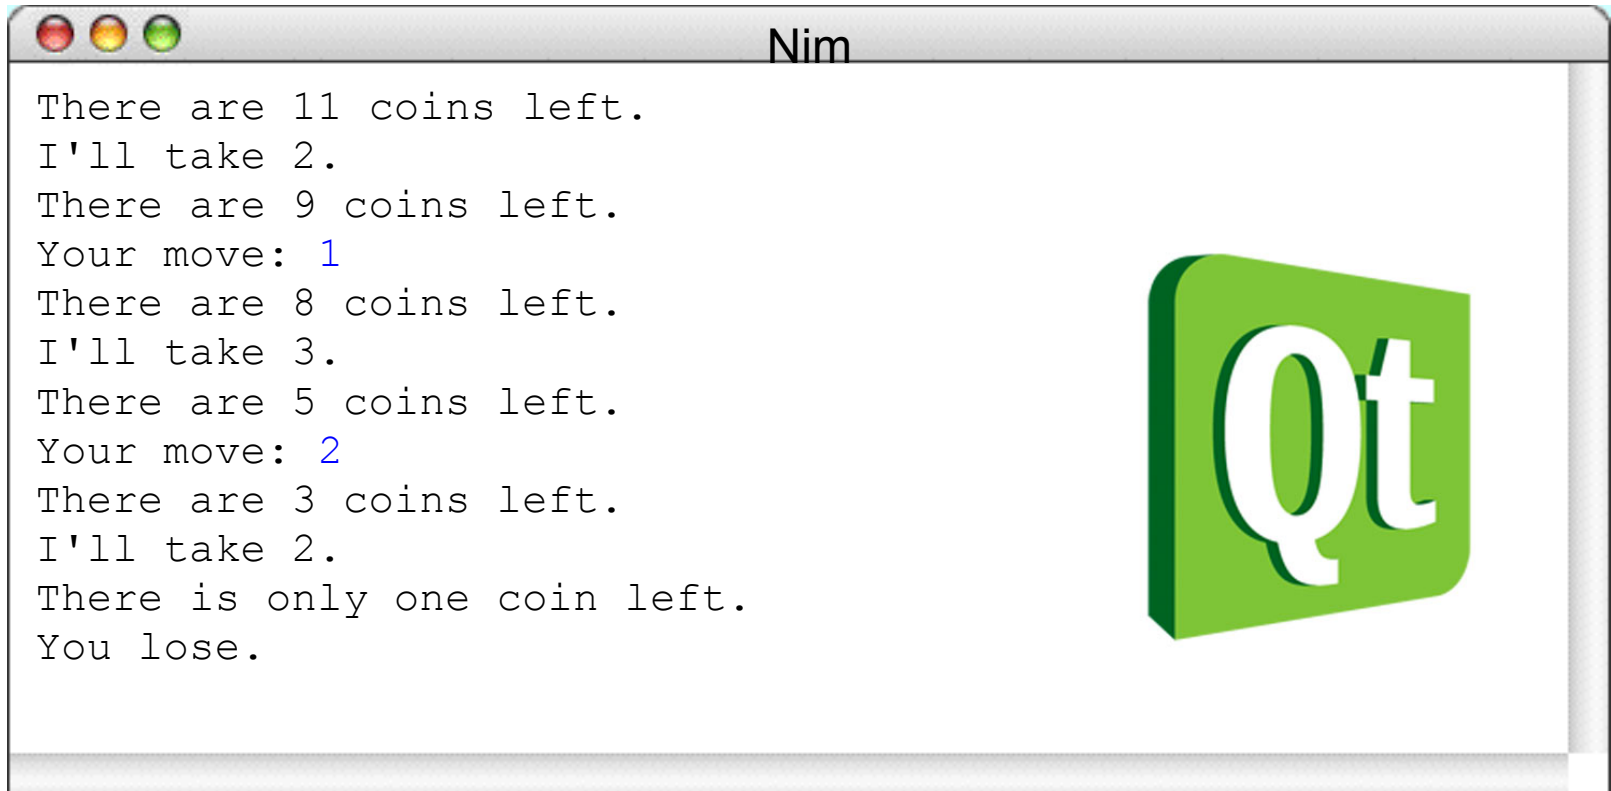 Nim
There are 11 coins left.
I'll take 2.
There are 9 coins left.
Your move: 1
There are 8 coins left.
I'll take 3.
There are 5 coins left.
Your move: 2
There are 3 coins left.
I'll take 2.
There is only one coin left.
You lose.
Qt